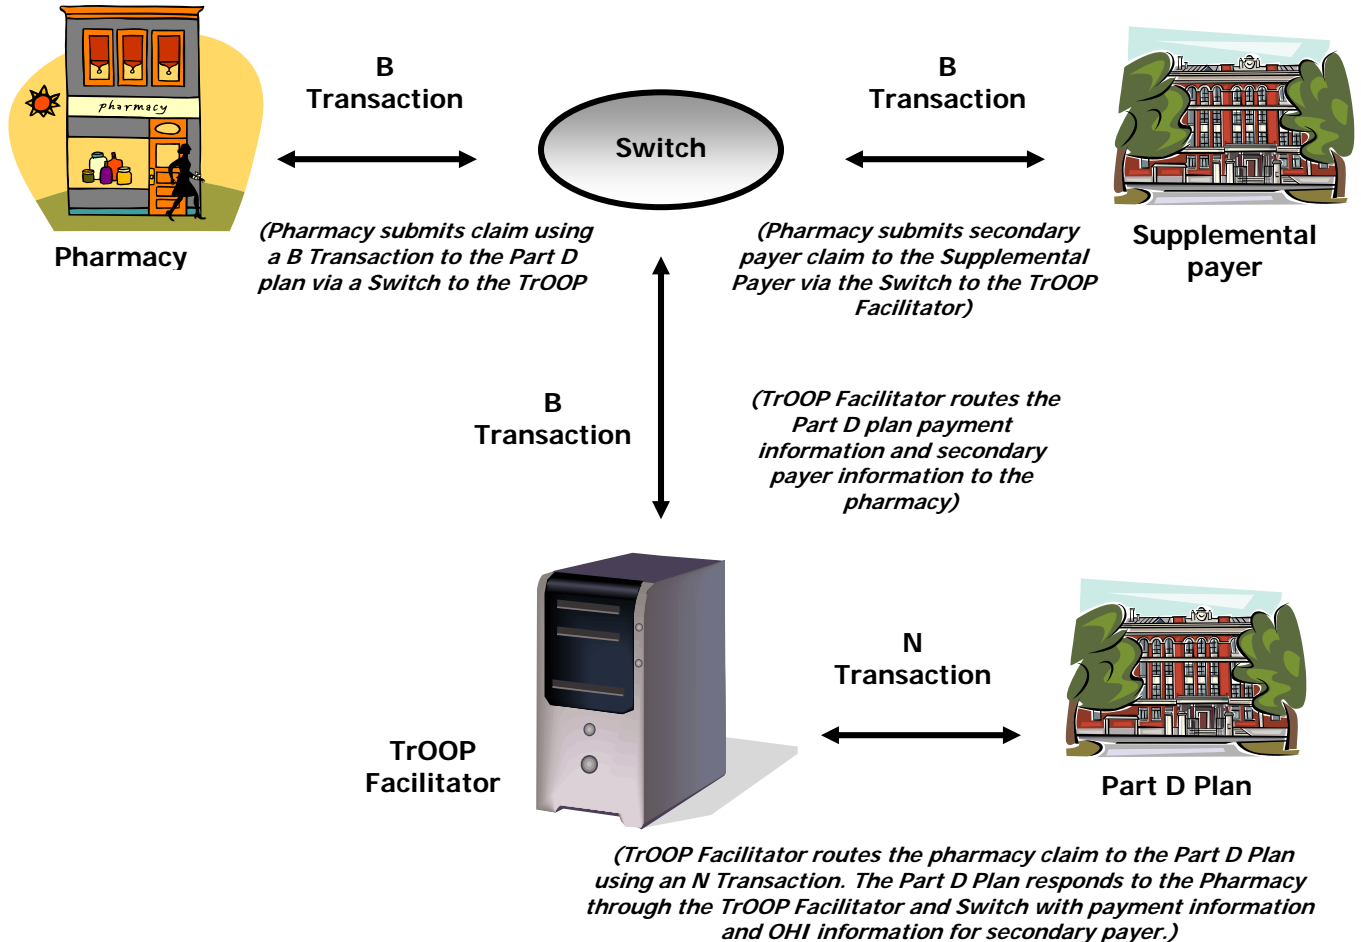 B
Transaction
B
Transaction
pharmacy
Switch
Pharmacy
(Pharmacy submits claim using
a B Transaction to the Part D
plan via a Switch to the TrOOP
(Pharmacy submits secondary
payer claim to the Supplemental
Payer via the Switch to the TrOOP
Facilitator)
Supplemental
payer
B
Transaction
(TrOOP Facilitator routes the
Part D plan payment
information and secondary
payer information to the
pharmacy)
N
Transaction
TrOOP
Facilitator
Part D Plan
(TrOOP Facilitator routes the pharmacy claim to the Part D Plan
using an N Transaction. The Part D Plan responds to the Pharmacy
through the TrOOP Facilitator and Switch with payment information
and OHI information for secondary payer.)